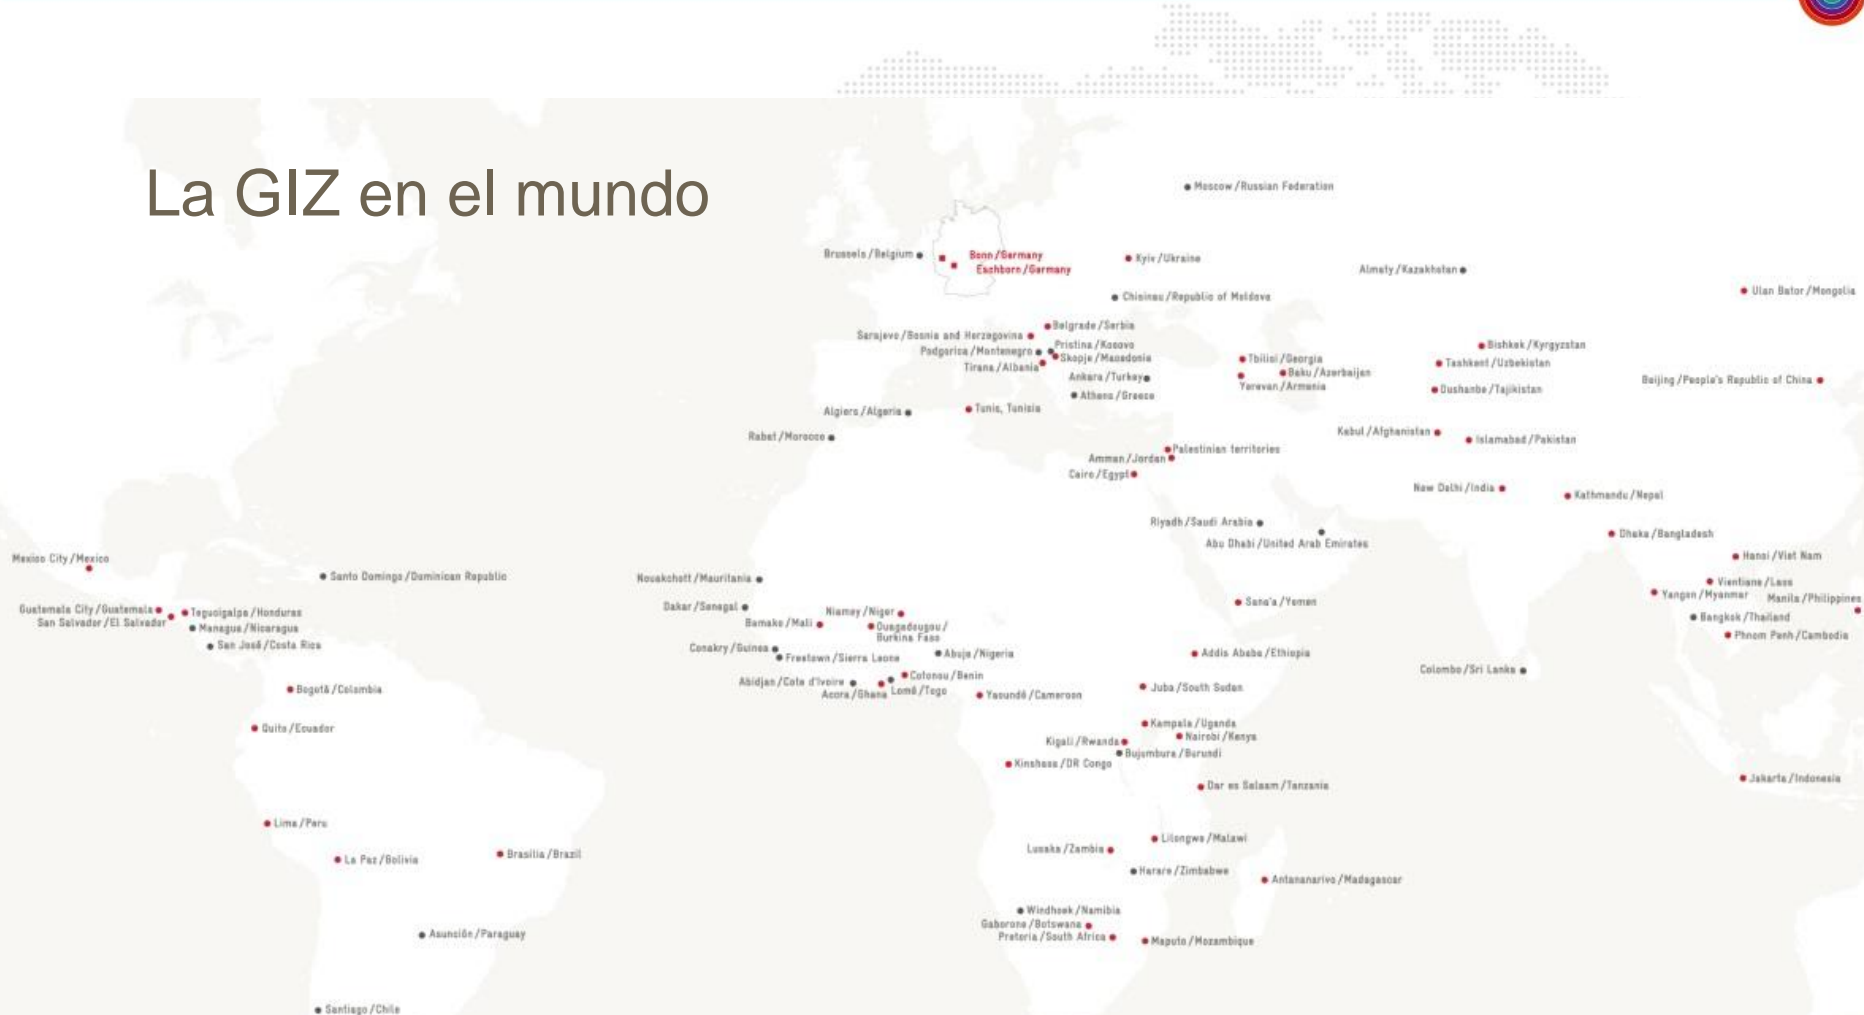 La GIZ en el mundo
Moscow/Russian Federation
Brussels/Belgium
Bonn/Germany
Eschborn/Germany
Kyiv/Ukraine
Almaty/Kazakhstan
Chisinau/Republic of Moldova
Ulan Bator/Mongolia
Belgrade/Serbia
Sarajevo/Bosnia and Herzegovina
Pristina/Kosovo
Podgorica/Montenegro
Skopje/Macedonia
Tirana/Albania
Bishkek/Kyrgyzstan
Tbilisi/Georgia
Tashkent/Uzbekistan
Baku/Azerbaijan
Ankara/Turkey
Yerevan/Armenia
Beijing/People's Republic of China
Dushanbe/Tajikistan
Athens/Greece
Algiers/Algeria
Tunis, Tunisia
Rabat/Morocco
Kabul/Afghanistan
Islamabad/Pakistan
Palestinian territories
Amman/Jordan
Cairo/Egypt
New Delhi/India
Kathmandu/Nepal
Riyadh/Saudi Arabia
Dhaka/Bangladesh
Abu Dhabi/United Arab Emirates
Hanoi/Viet Nam
Mexico City/Mexico
Santo Domingo/Dominican Republic
Nouakchott/Mauritania
Vientiane/Laos
Yangon/Myanmar
Manila/Philippines
Sana'a/Yemen
Dakar/Senegal
Guatemala City/Guatemala
Tegucigalpa/Honduras
Niamey/Niger
San Salvador/El Salvador
Bamako/Mali
Ouagadougou/
Burkina Faso
Bangkok/Thailand
Managua/Nicaragua
Phnom Penh/Cambodia
San José/Costa Rica
Conakry/Guinea
Freetown/Sierra Leone
Abuja/Nigeria
Addis Ababa/Ethiopia
Colombo/Sri Lanka
Cotonou/Benin
Abidjan/Cote d'Ivoire
Juba/South Sudan
Bogotá/Colombia
Accra/Ghana
Lomé/Togo
Yaoundé/Cameroon
Kampala/Uganda
Quito/Ecuador
Nairobi/Kenya
Kigali/Rwanda
Bujumbura/Burundi
Kinshasa/DR Congo
Jakarta/Indonesia
Dar es Salaam/Tanzania
Lima/Peru
Lilongwe/Malawi
Lusaka/Zambia
Brasilia/Brazil
La Paz/Bolivia
Harare/Zimbabwe
Antananarivo/Madagascar
Windhoek/Namibia
Gaborone/Botswana
Asunción/Paraguay
Pretoria/South Africa
Maputo/Mozambique
Santiago/Chile